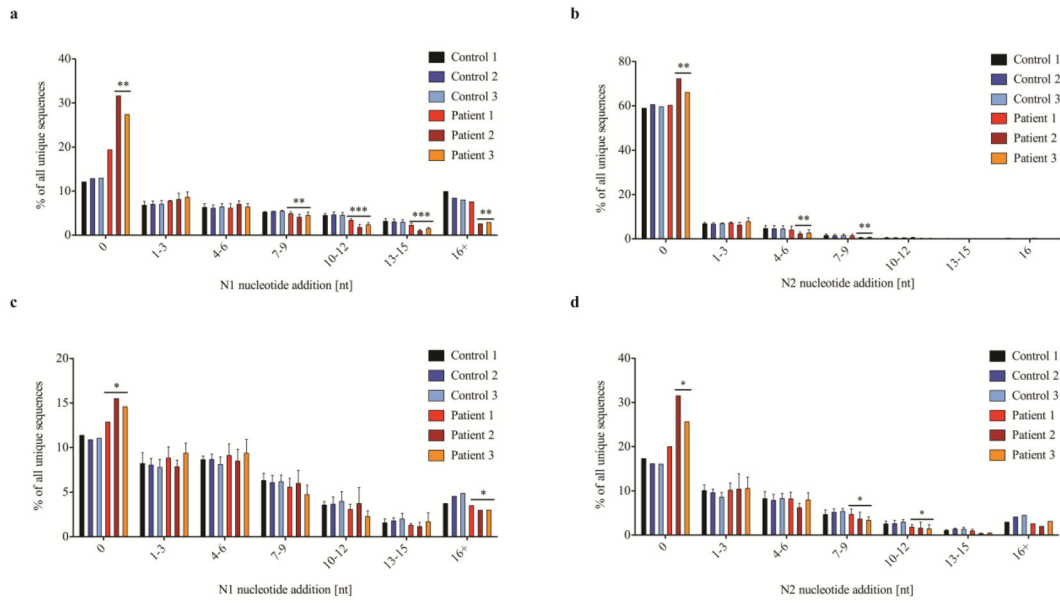 a
% of all unique sequences
40
30
20
10
0
**
**
***
***
**
Control 1
Control 2
Control 3
Patient 1
Patient 2
Patient 3
0 1-3 4-6 7-9 10-12 13-15 16+
N1 nucleotide addition [nt]
b
% of all unique sequences
80
60
40
20
0
**
**
**
Control 1
Control 2
Control 3
Patient 1
Patient 2
Patient 3
0 1-3 4-6 7-9 10-12 13-15 16
N2 nucleotide addition [nt]
c
% of all unique sequences
20
15
10
5
0
*
*
Control 1
Control 2
Control 3
Patient 1
Patient 2
Patient 3
0 1-3 4-6 7-9 10-12 13-15 16+
N1 nucleotide addition [nt]
d
% of all unique sequences
40
30
20
10
0
*
*
*
Control 1
Control 2
Control 3
Patient 1
Patient 2
Patient 3
0 1-3 4-6 7-9 10-12 13-15 16+
N2 nucleotide addition [nt]